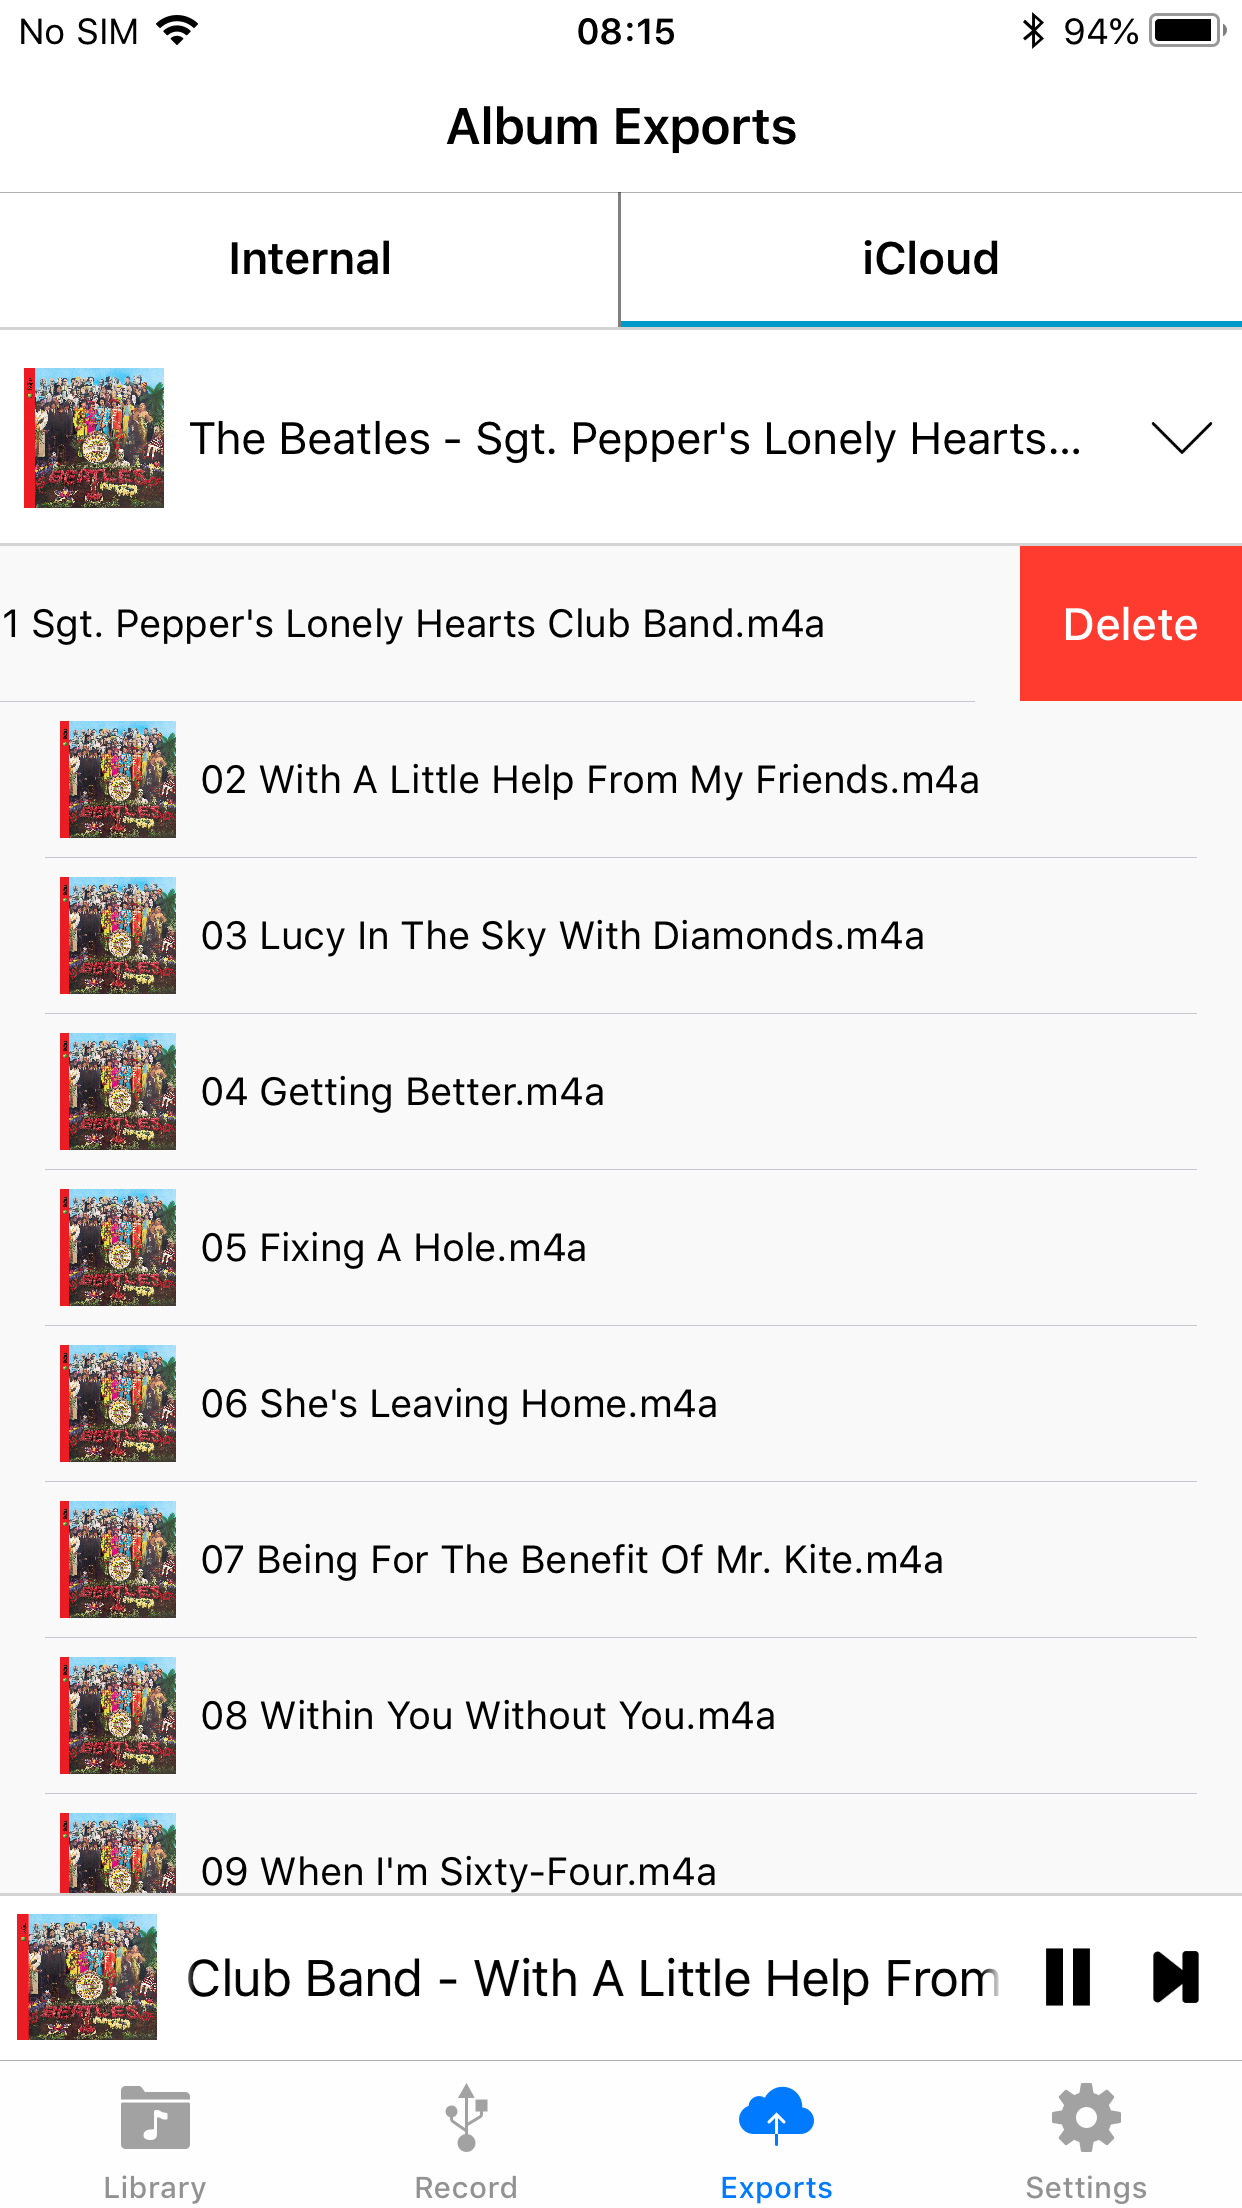 No SIM 08:15 94%
Album Exports
Internal iCloud
The Beatles - Sgt. Pepper's Lonely Hearts...
1 Sgt. Pepper's Lonely Hearts Club Band.m4a Delete
02 With A Little Help From My Friends.m4a
03 Lucy In The Sky With Diamonds.m4a
04 Getting Better.m4a
05 Fixing A Hole.m4a
06 She's Leaving Home.m4a
07 Being For The Benefit Of Mr. Kite.m4a
08 Within You Without You.m4a
09 When I'm Sixty-Four.m4a
Club Band - With A Little Help From
Library Record Exports Settings